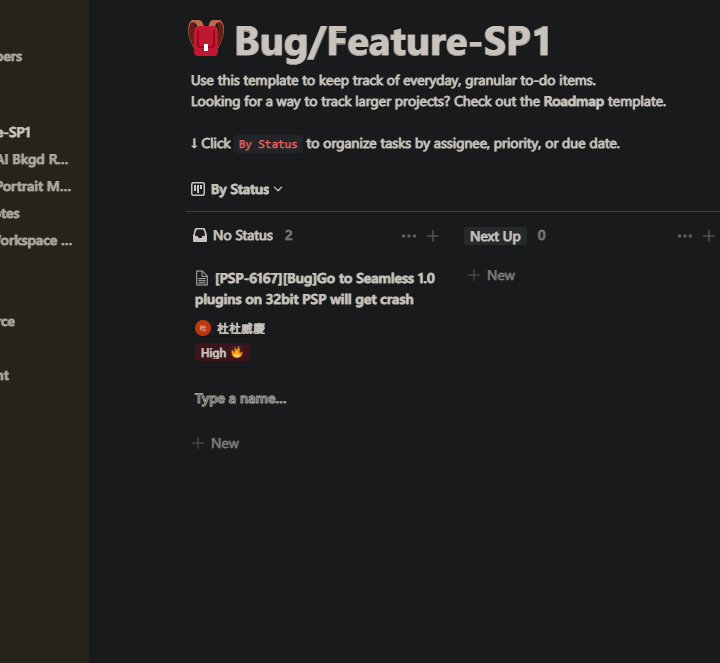 pers
e-SP1
AI Bkgd R...
Portrait M...
otes
Workspace ...
rce
nt
Bug/Feature-SP1
Use this template to keep track of everyday, granular to-do items.
Looking for a way to track larger projects? Check out the Roadmap template.
↓ Click By Status to organize tasks by assignee, priority, or due date.
By Status
No Status 2
Next Up 0
[PSP-6167][Bug]Go to Seamless 1.0
plugins on 32bit PSP will get crash
杜 杜杜威慶
High
Type a name...
+ New
+ New